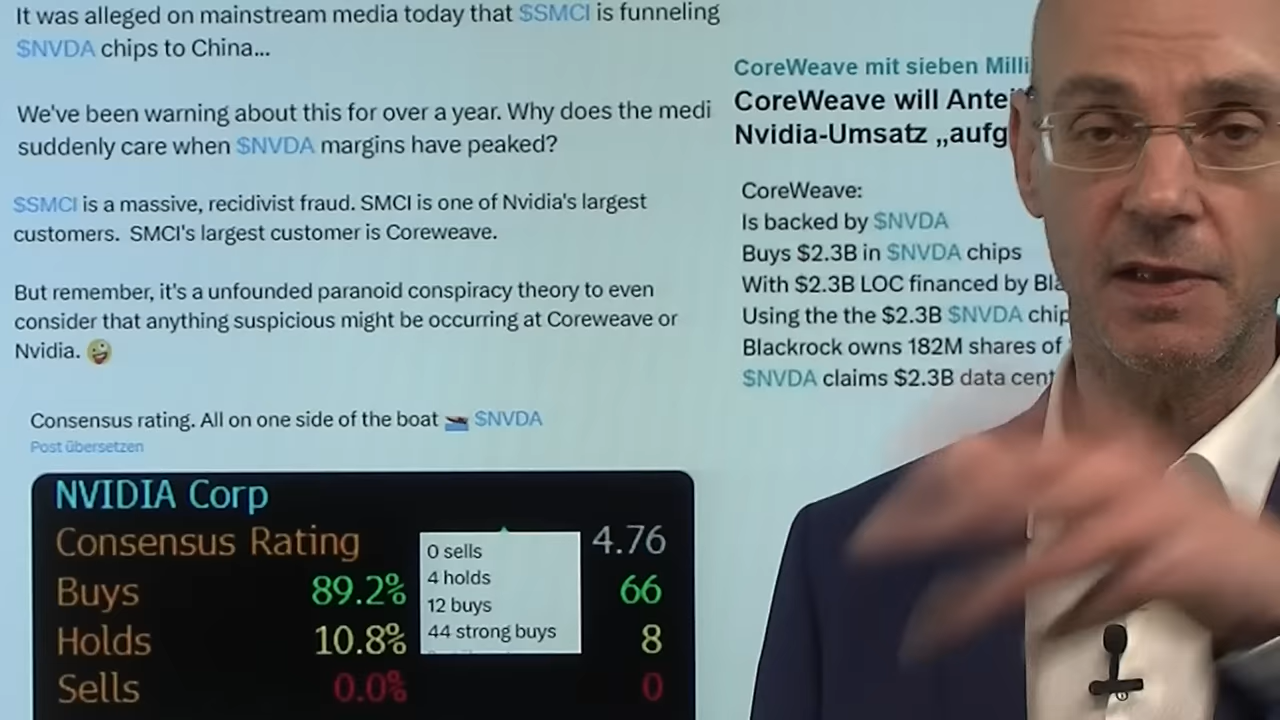 It was alleged on mainstream media today that $SSMCI is funneling
$NVDA chips to China...
We've been warning about this for over a year. Why does the medi
suddenly care when $NVDA margins have peaked?
$SSMCI is a massive, recidivist fraud. SMCI is one of Nvidia's largest
customers. SMCI's largest customer is Coreweave.
But remember, it's a unfounded paranoid conspiracy theory to even
consider that anything suspicious might be occurring at Coreweave or
Nvidia. 🤪
Consensus rating. All on one side of the boat 🚤 $NVDA
Post übersetzen
NVIDIA Corp
Consensus Rating 4.76
Buys 89.2% 66
Holds 10.8% 8
Sells 0.0% 0
0 sells
4 holds
12 buys
44 strong buys
CoreWeave mit sieben Milli
CoreWeave will Antei
Nvidia-Umsatz „aufg
CoreWeave:
Is backed by $NVDA
Buys $2.3B in $NVDA chips
With $2.3B LOC financed by Bla
Using the the $2.3B $NVDA chip
Blackrock owns 182M shares of
$NVDA claims $2.3B data cent